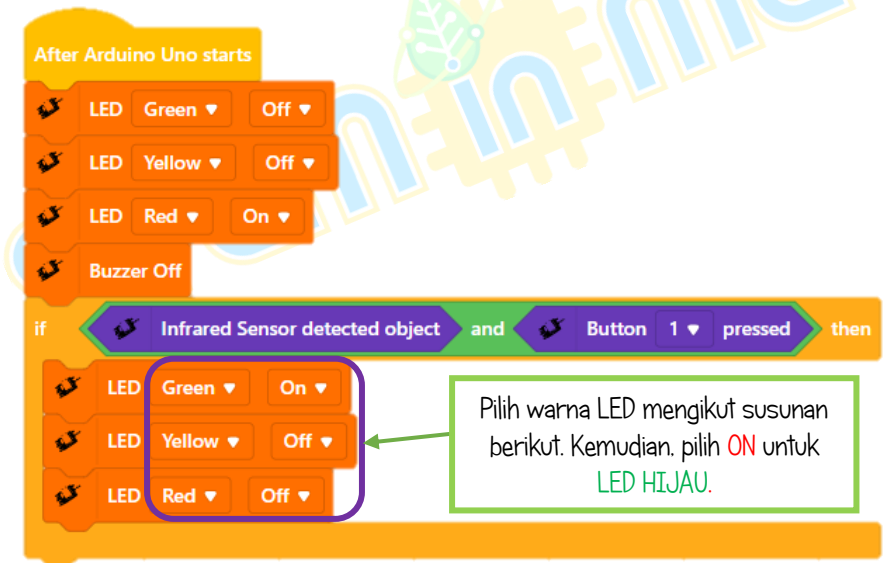 After Arduino Uno starts
LED Green Off
LED Yellow Off
LED Red On
Buzzer Off
if Infrared Sensor detected object and Button 1 pressed then
LED Green On
LED Yellow Off
LED Red Off
Pilih warna LED mengikut susunan
berikut. Kemudian, pilih ON untuk
LED HIJAU.